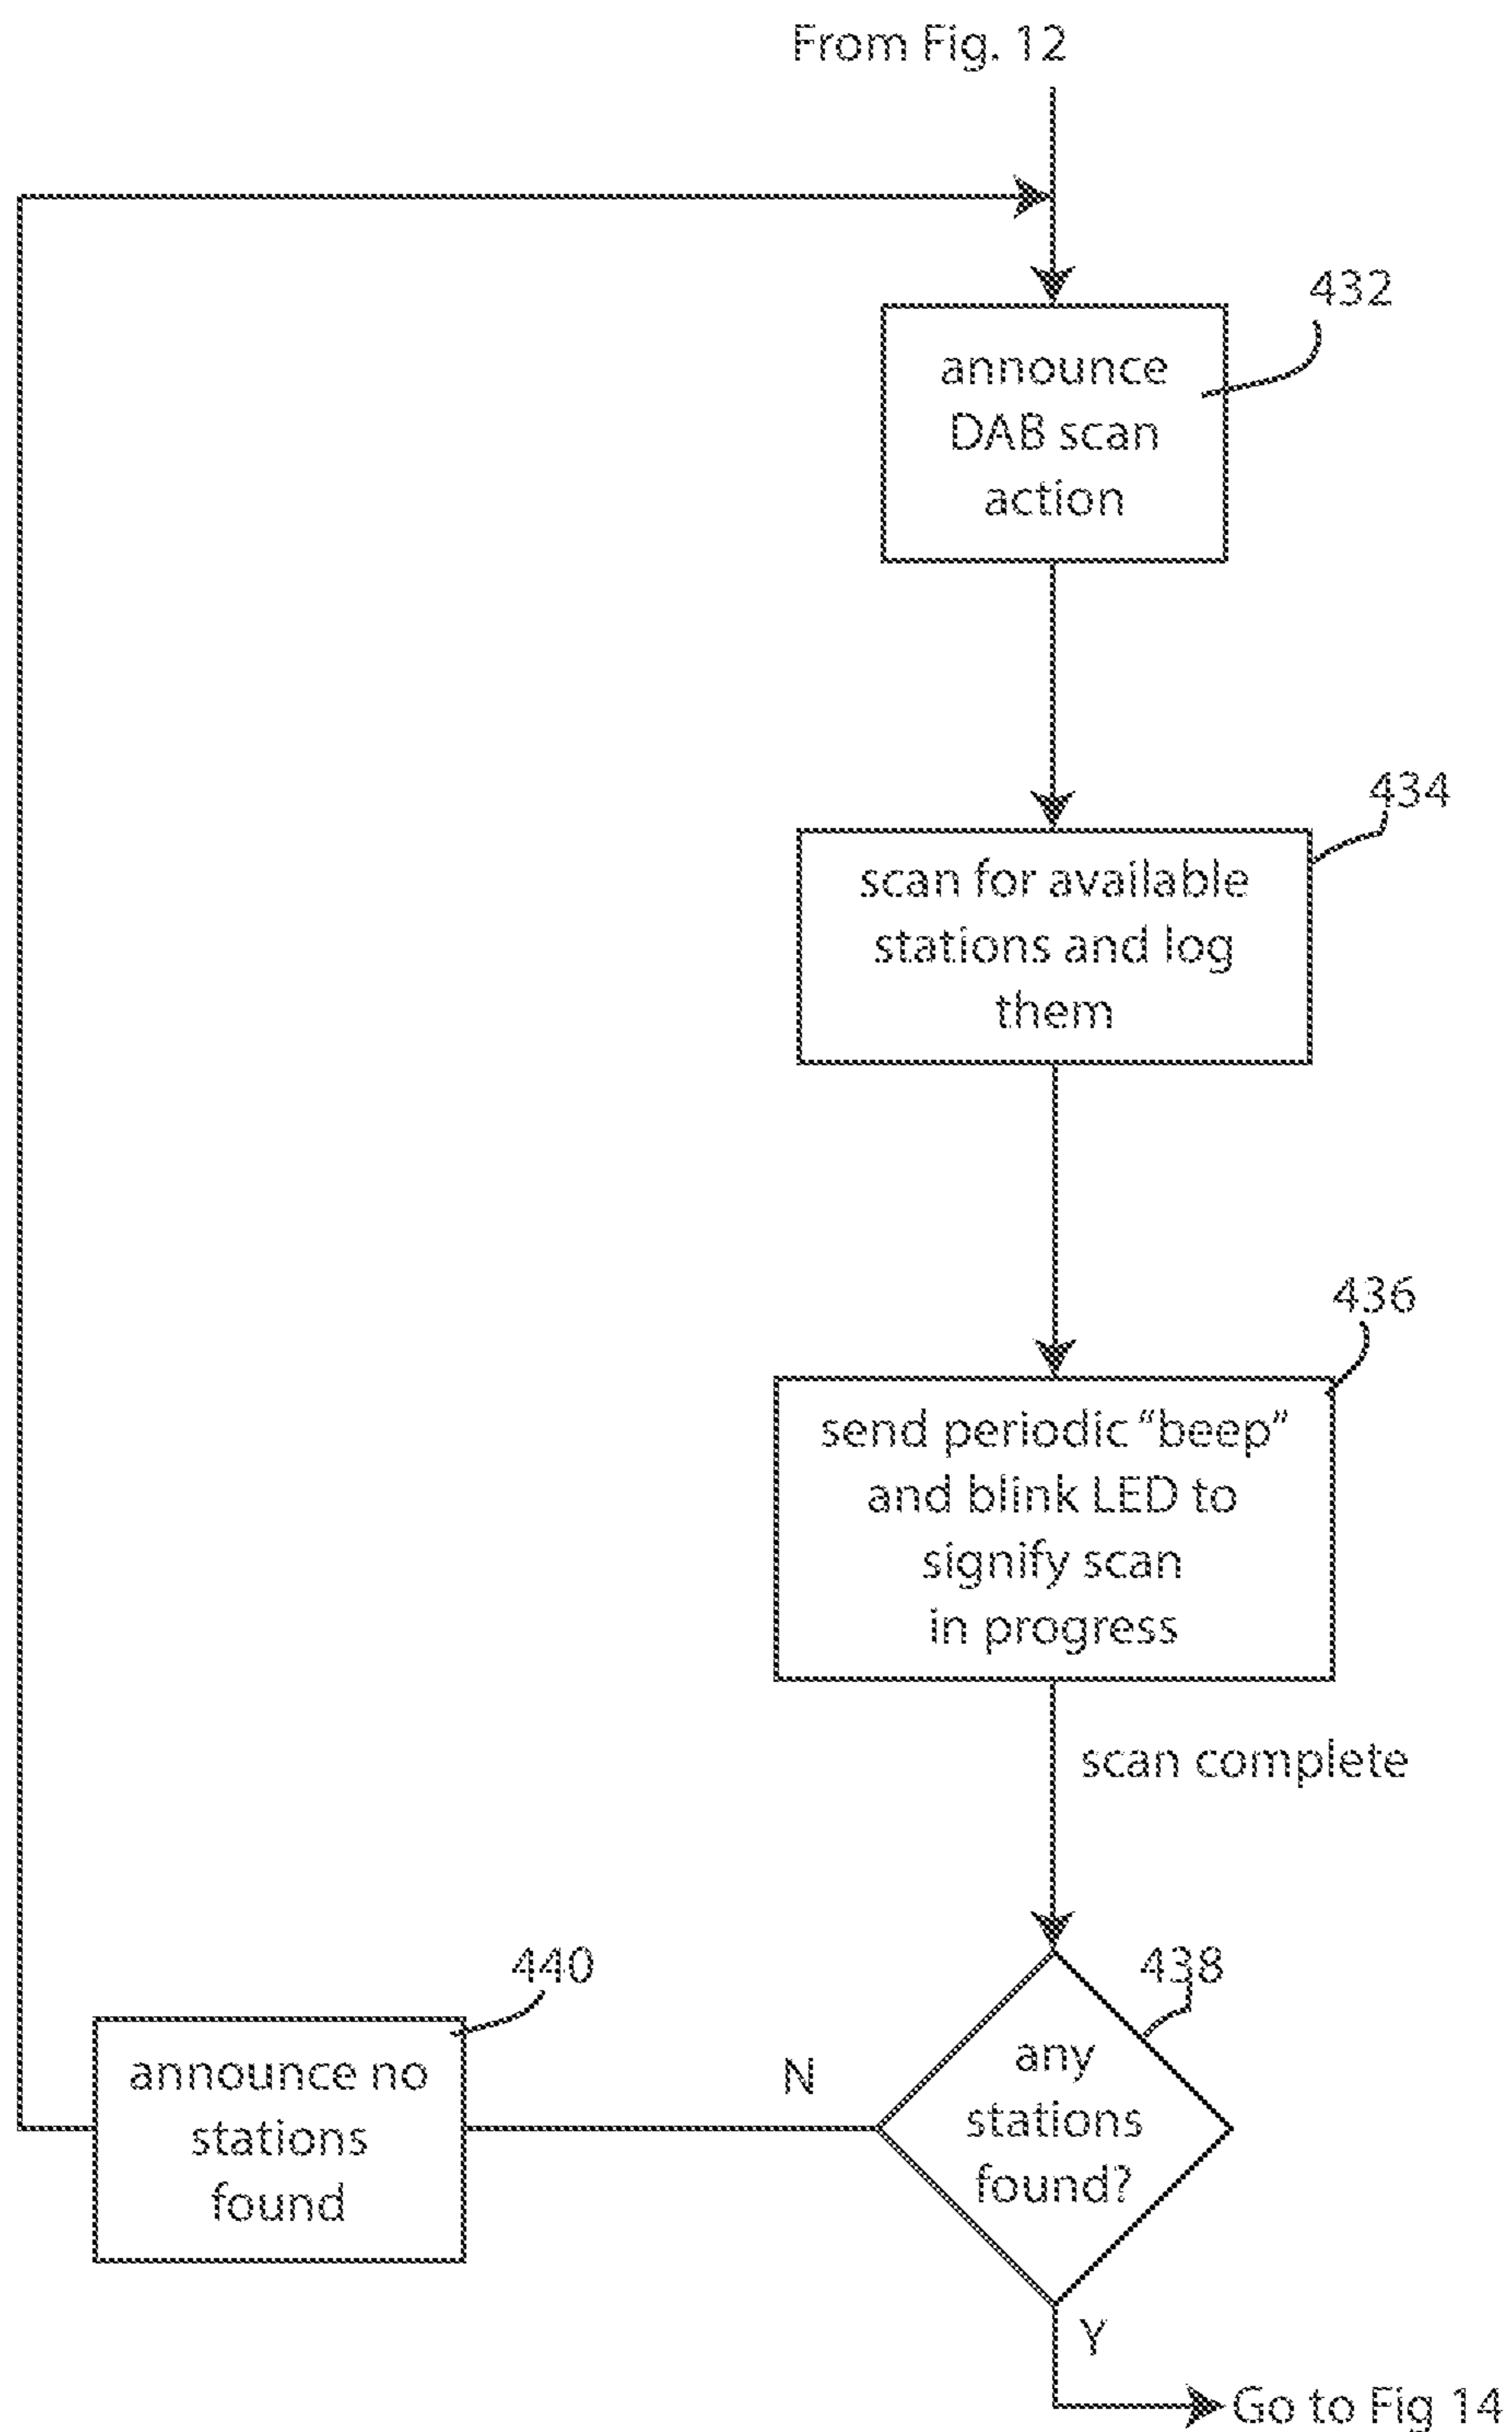 From Fig. 12
432
announce
DAB scan
action
434
scan for available
stations and log
them
436
send periodic “beep”
and blink LED to
signify scan
in progress
scan complete
440
438
announce no
stations
found
N
any
stations
found?
Y
Go to Fig 14